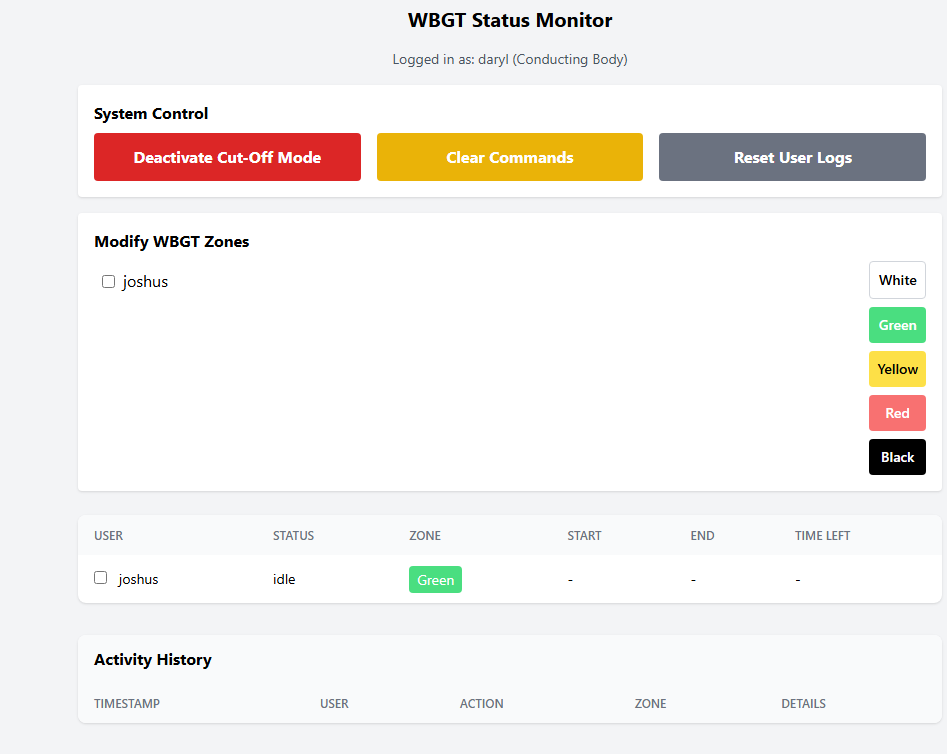 WBGT Status Monitor
Logged in as: daryl (Conducting Body)
System Control
Deactivate Cut-Off Mode Clear Commands Reset User Logs
Modify WBGT Zones
joshus
White
Green
Yellow
Red
Black
USER STATUS ZONE START END TIME LEFT
joshus idle Green - - -
Activity History
TIMESTAMP USER ACTION ZONE DETAILS